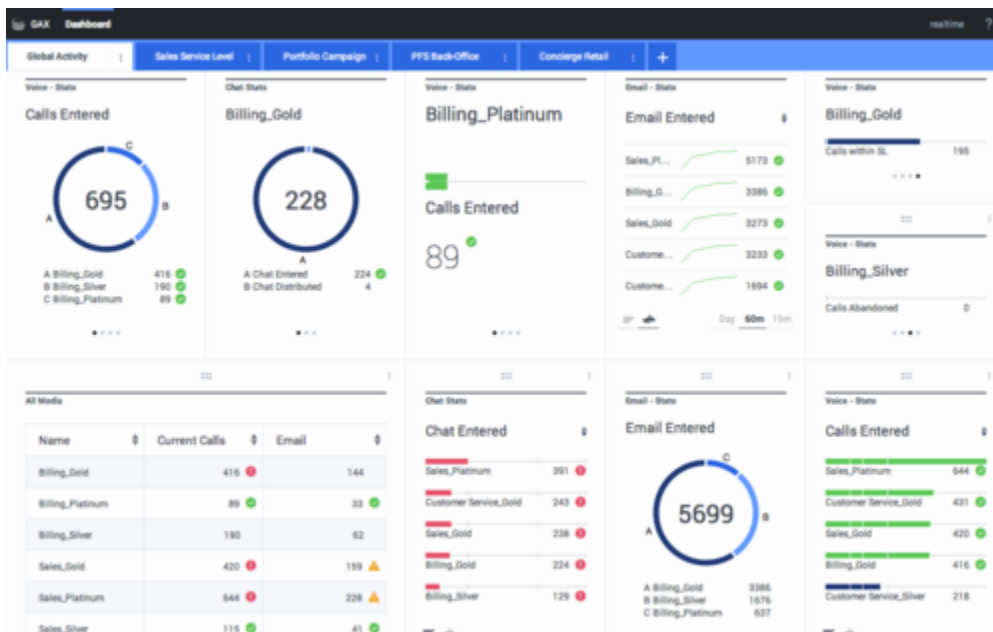 GAX Dashboard realtime ?
Global Activity Sales Service Level Portfolio Campaign PFS Back-Office Concierge Retail +
Voice - Stats
Calls Entered
C
695
A
B
A Billing_Gold 416
B Billing_Silver 190
C Billing_Platinum 89
Chat Stats
Billing_Gold
228
A
A Chat Entered 224
B Chat Distributed 4
Voice - Stats
Billing_Platinum
Calls Entered
89
Email - Stats
Email Entered
Sales_Pl... 5173
Billing_G... 3386
Sales_Gold 3273
Custome... 3233
Custome... 1694
Day 60m 15m
Voice - Stats
Billing_Gold
Calls within SL 195
Voice - Stats
Billing_Silver
Calls Abandoned 0
All Media
Name Current Calls Email
Billing_Gold 416 144
Billing_Platinum 89 33
Billing_Silver 190 62
Sales_Gold 420 159
Sales_Platinum 644 228
Sales_Silver 115 41
Chat Stats
Chat Entered
Sales_Platinum 391
Customer Service_Gold 243
Sales_Gold 238
Billing_Gold 224
Billing_Silver 129
Email - Stats
Email Entered
C
5699
A
B
A Billing_Gold 3386
B Billing_Silver 1676
C Billing_Platinum 637
Voice - Stats
Calls Entered
Sales_Platinum 644
Customer Service_Gold 431
Sales_Gold 420
Billing_Gold 416
Customer Service_Silver 218